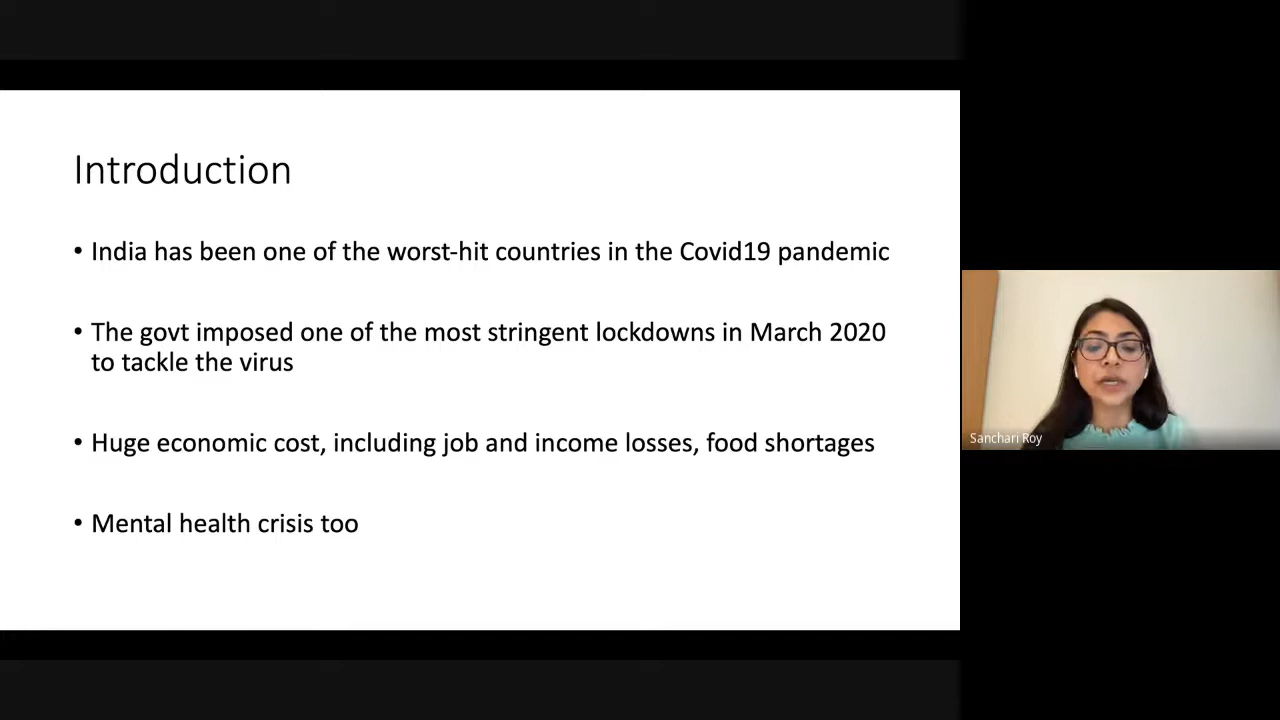 Introduction
• India has been one of the worst-hit countries in the Covid19 pandemic
• The govt imposed one of the most stringent lockdowns in March 2020
to tackle the virus
• Huge economic cost, including job and income losses, food shortages
• Mental health crisis too
Sanchari Roy